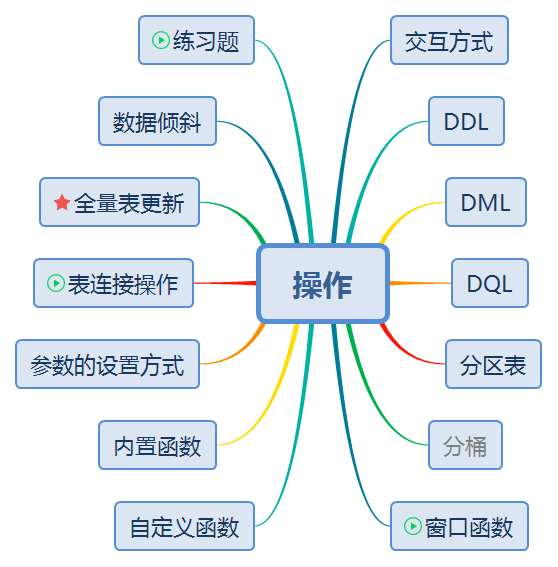 练习题
交互方式
数据倾斜
DDL
全量表更新
DML
操作
表连接操作
DQL
参数的设置方式
分区表
内置函数
分桶
自定义函数
窗口函数